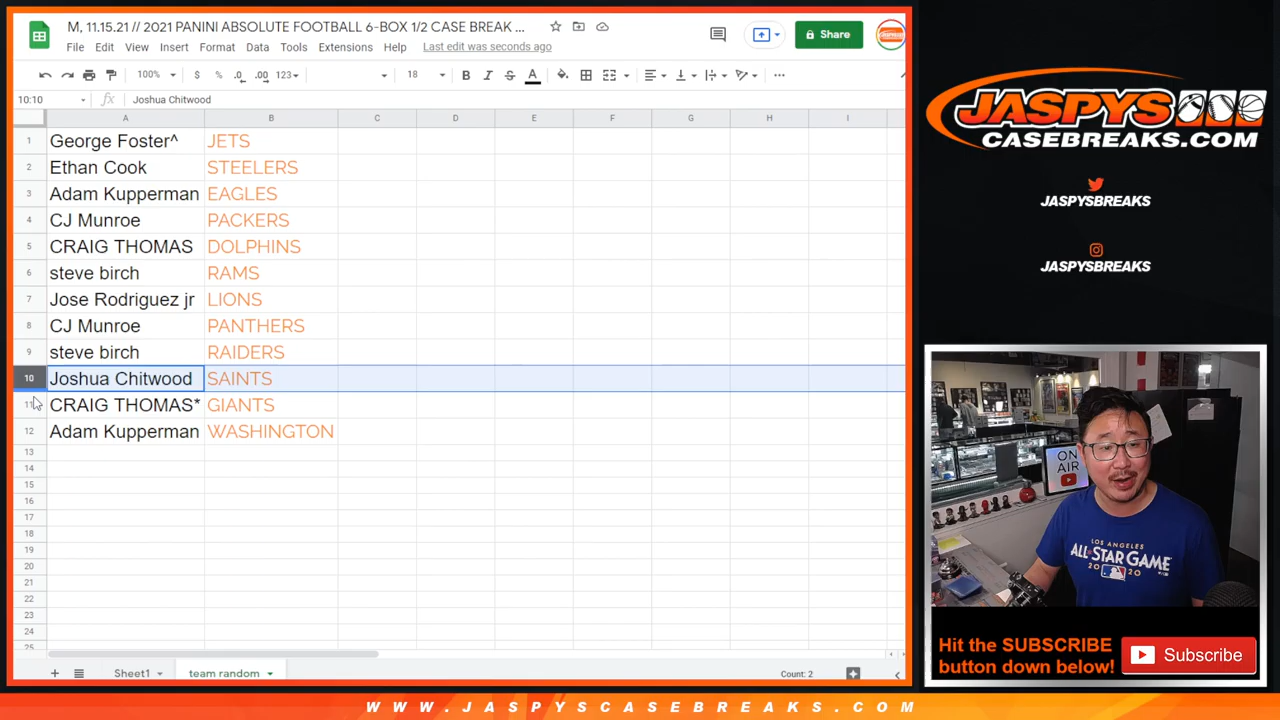 M, 11.15.21 // 2021 PANINI ABSOLUTE FOOTBALL 6-BOX 1/2 CASE BREAK ...
File Edit View Insert Format Data Tools Extensions Help Last edit was seconds ago
Share
100% $ % .0 .00 123 18 B I S A
10:10 fx Joshua Chitwood
A B C D E F G H I
1 George Foster^ JETS
2 Ethan Cook STEELERS
3 Adam Kupperman EAGLES
4 CJ Munroe PACKERS
5 CRAIG THOMAS DOLPHINS
6 steve birch RAMS
7 Jose Rodriguez jr LIONS
8 CJ Munroe PANTHERS
9 steve birch RAIDERS
10 Joshua Chitwood SAINTS
11 CRAIG THOMAS* GIANTS
12 Adam Kupperman WASHINGTON
13
14
15
16
17
18
19
20
21
22
23
24
25
Sheet1 team random Count: 2
JASPYS
CASEBREAKS.COM
JASPYSBREAKS
JASPYSBREAKS
ON
AIR
LOS ANGELES
ALL STAR GAME
2020
Hit the SUBSCRIBE
button down below!
Subscribe
WWW.JASPYSCASEBREAKS.COM